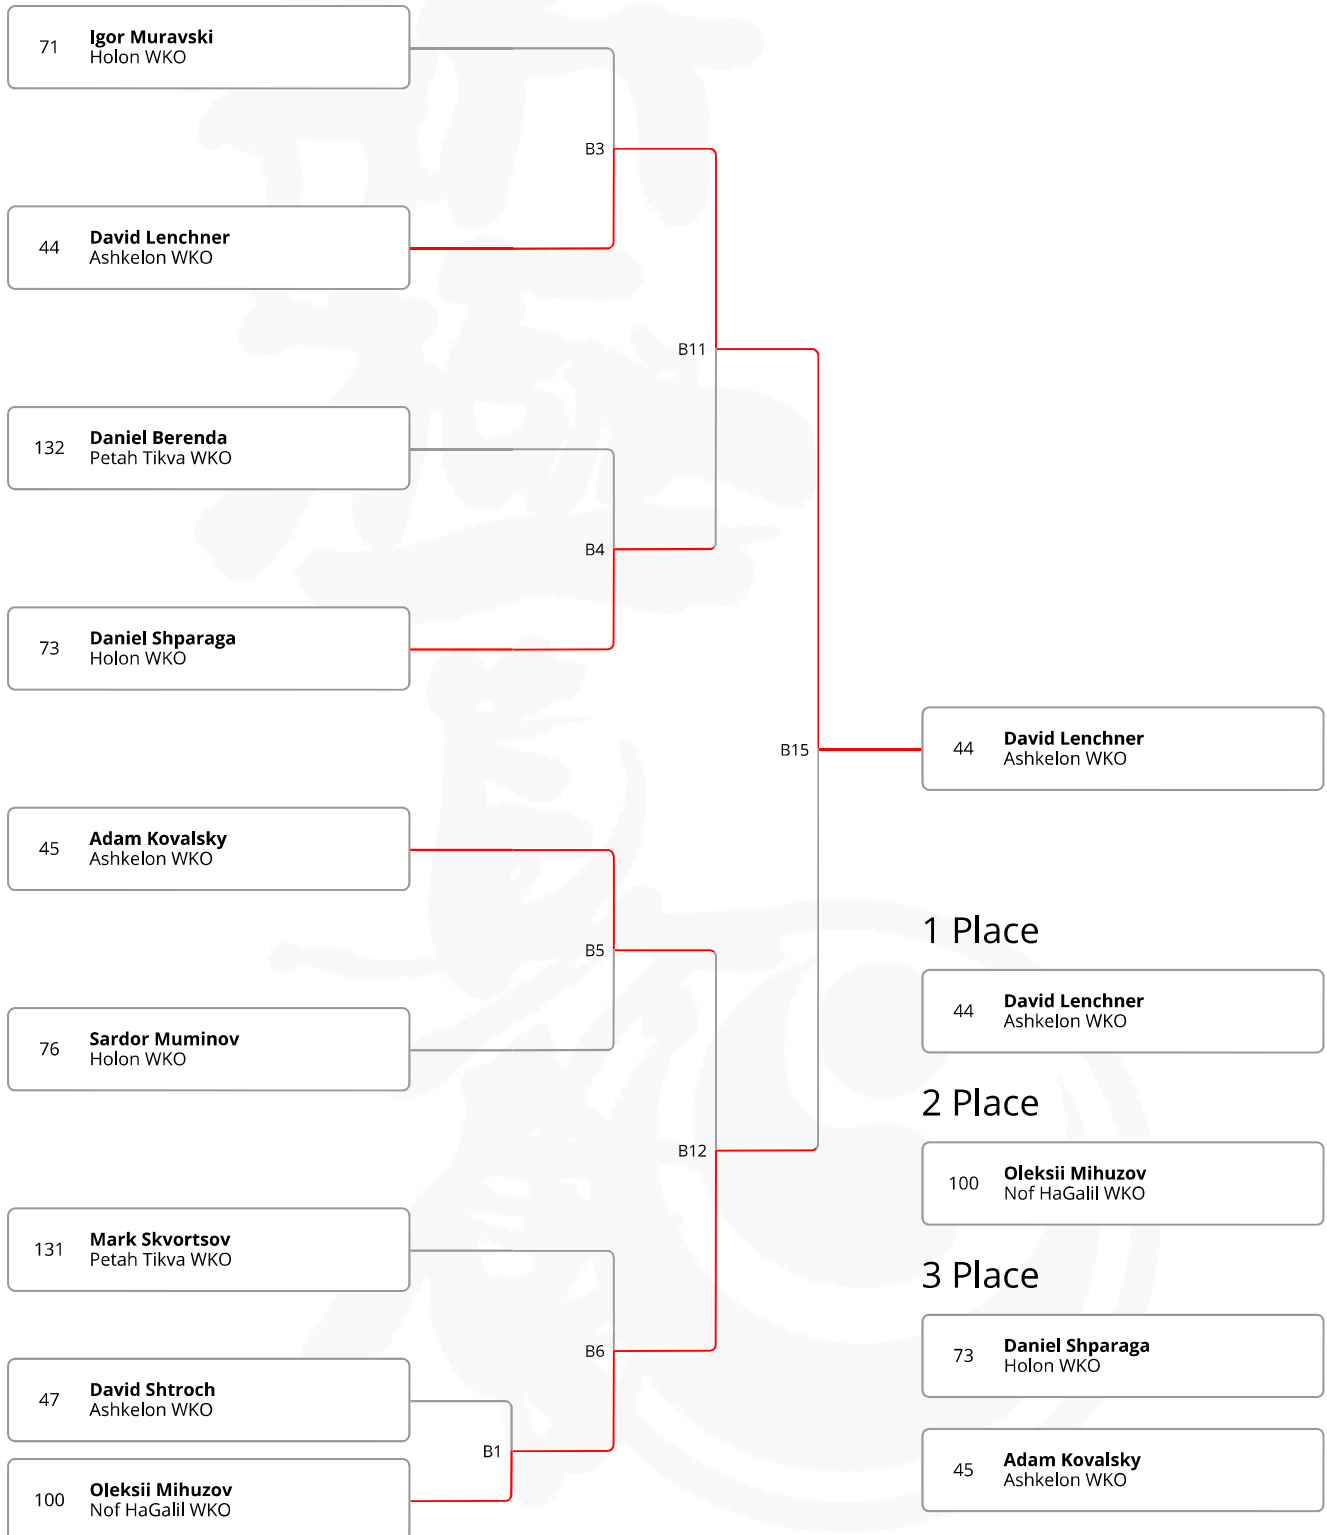 71
Igor Muravski
Holon WKO
B3
44
David Lenchner
Ashkelon WKO
B11
132
Daniel Berenda
Petah Tikva WKO
B4
73
Daniel Shparaga
Holon WKO
B15
44
David Lenchner
Ashkelon WKO
45
Adam Kovalsky
Ashkelon WKO
B5
76
Sardor Muminov
Holon WKO
B12
131
Mark Skvortsov
Petah Tikva WKO
B6
47
David Shtroch
Ashkelon WKO
B1
100
Oleksii Mihuzov
Nof HaGalil WKO
1 Place
44
David Lenchner
Ashkelon WKO
2 Place
100
Oleksii Mihuzov
Nof HaGalil WKO
3 Place
73
Daniel Shparaga
Holon WKO
45
Adam Kovalsky
Ashkelon WKO